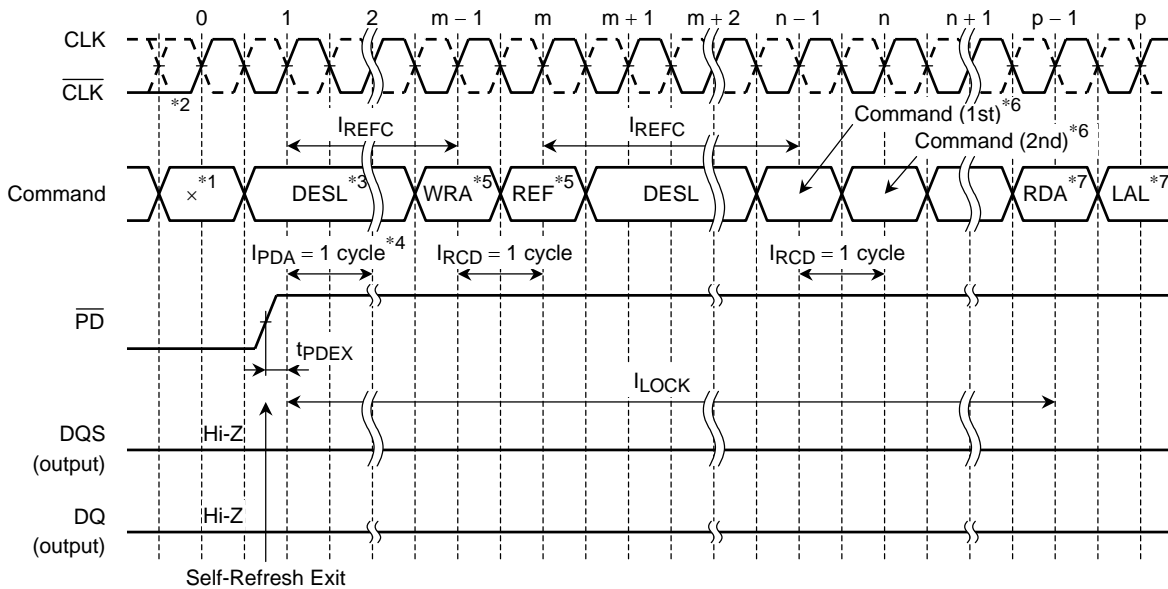 0 1 2 m − 1 m m + 1 m + 2 n − 1 n n + 1 p − 1 p
CLK
CLK
*2
Command (1st)*6
IREFC IREFC
Command (2nd)*6
Command
×*1 DESL*3 WRA*5 REF*5 DESL RDA*7 LAL*7
IPDA = 1 cycle*4 IRCD = 1 cycle IRCD = 1 cycle
PD
tPDEX
ILOCK
DQS
(output)
Hi-Z
DQ
(output)
Hi-Z
Self-Refresh Exit